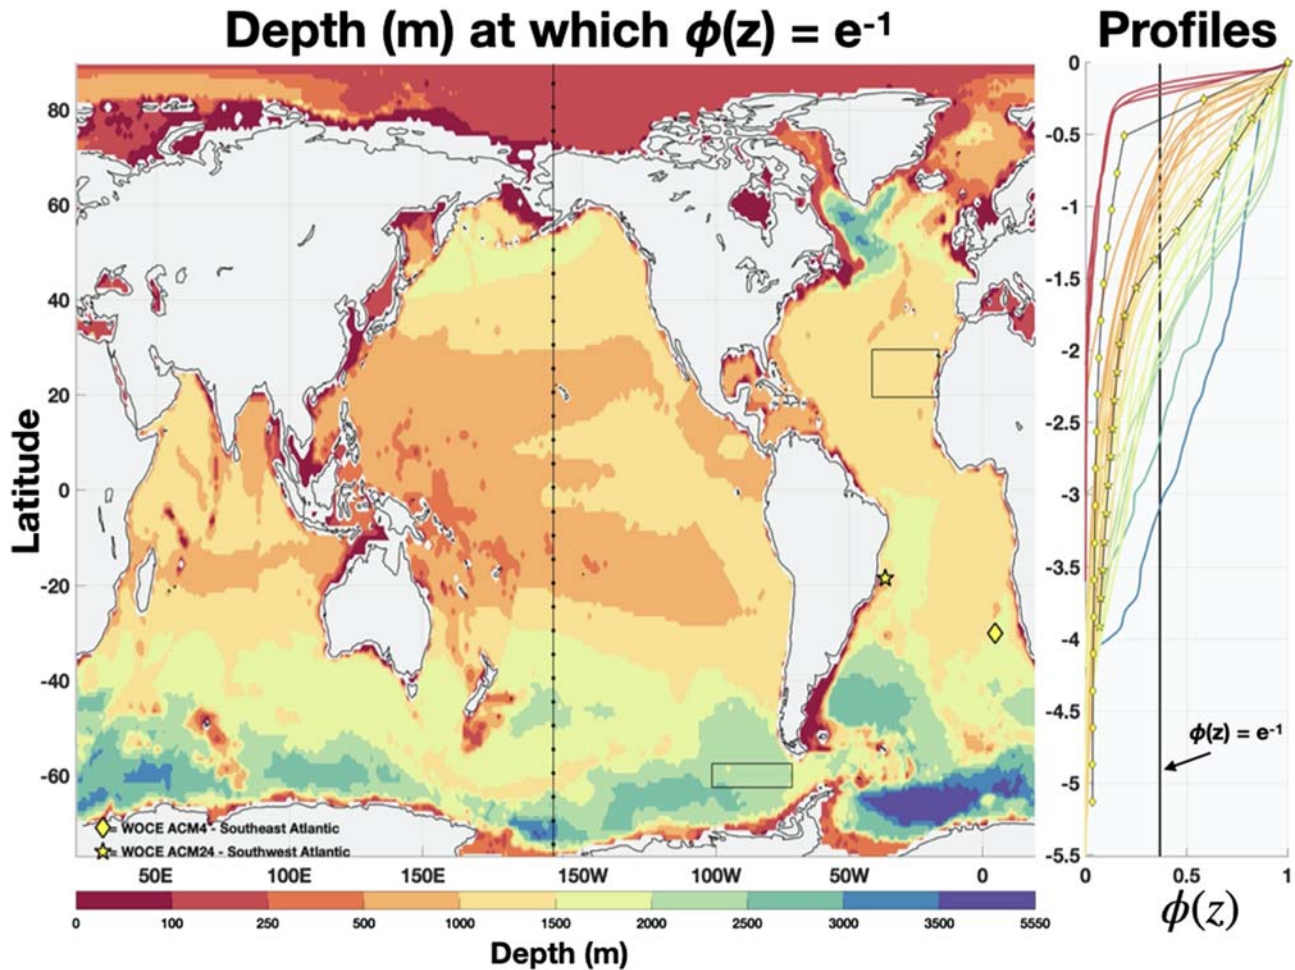 Depth (m) at which ϕ(z) = e-1
Profiles
Latitude
80
60
40
20
0
-20
-40
-60
= WOCE ACM4 - Southeast Atlantic
= WOCE ACM24 - Southwest Atlantic
50E 100E 150E 150W 100W 50W 0
0 100 250 500 1000 1500 2000 2500 3000 3500 5550
Depth (m)
0
-0.5
-1
-1.5
-2
-2.5
-3
-3.5
-4
-4.5
-5
-5.5
ϕ(z) = e-1
0 0.5 1
ϕ(z)